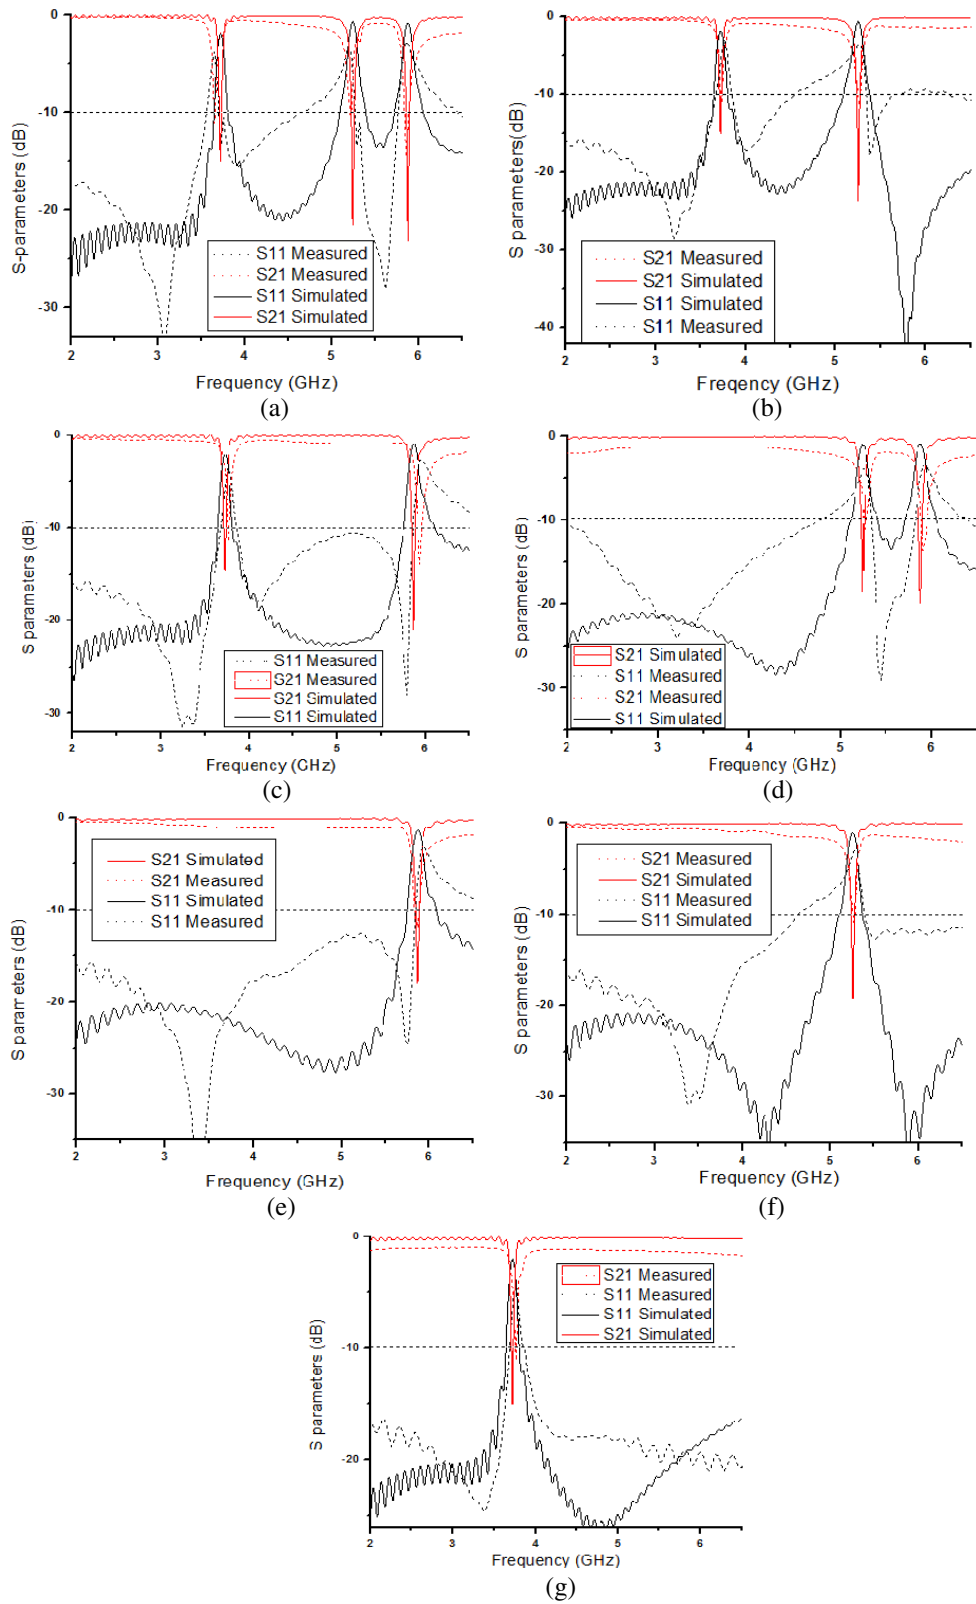 0
-10
-20
-30
S-parameters (dB)
S11 Measured
S21 Measured
S11 Simulated
S21 Simulated
2 3 4 5 6
Frequency (GHz)
(a)
0
-10
-20
-30
-40
S parameters(dB)
S21 Measured
S21 Simulated
S11 Simulated
S11 Measured
2 3 4 5 6
Frequency (GHz)
(b)
0
-10
-20
-30
S parameters (dB)
S11 Measured
S21 Measured
S21 Simulated
S11 Simulated
2 3 4 5 6
Frequency (GHz)
(c)
0
-10
-20
-30
S parameters (dB)
S21 Simulated
S11 Measured
S21 Measured
S11 Simulated
2 3 4 5 6
Frequency (GHz)
(d)
0
-10
-20
-30
S parameters (dB)
S21 Simulated
S21 Measured
S11 Simulated
S11 Measured
2 3 4 5 6
Frequency (GHz)
(e)
0
-10
-20
-30
S parameters (dB)
S21 Measured
S21 Simulated
S11 Measured
S11 Simulated
2 3 4 5 6
Frequency (GHz)
(f)
0
-10
-20
S parameters (dB)
S21 Measured
S11 Measured
S11 Simulated
S21 Simulated
2 3 4 5 6
Frequency (GHz)
(g)